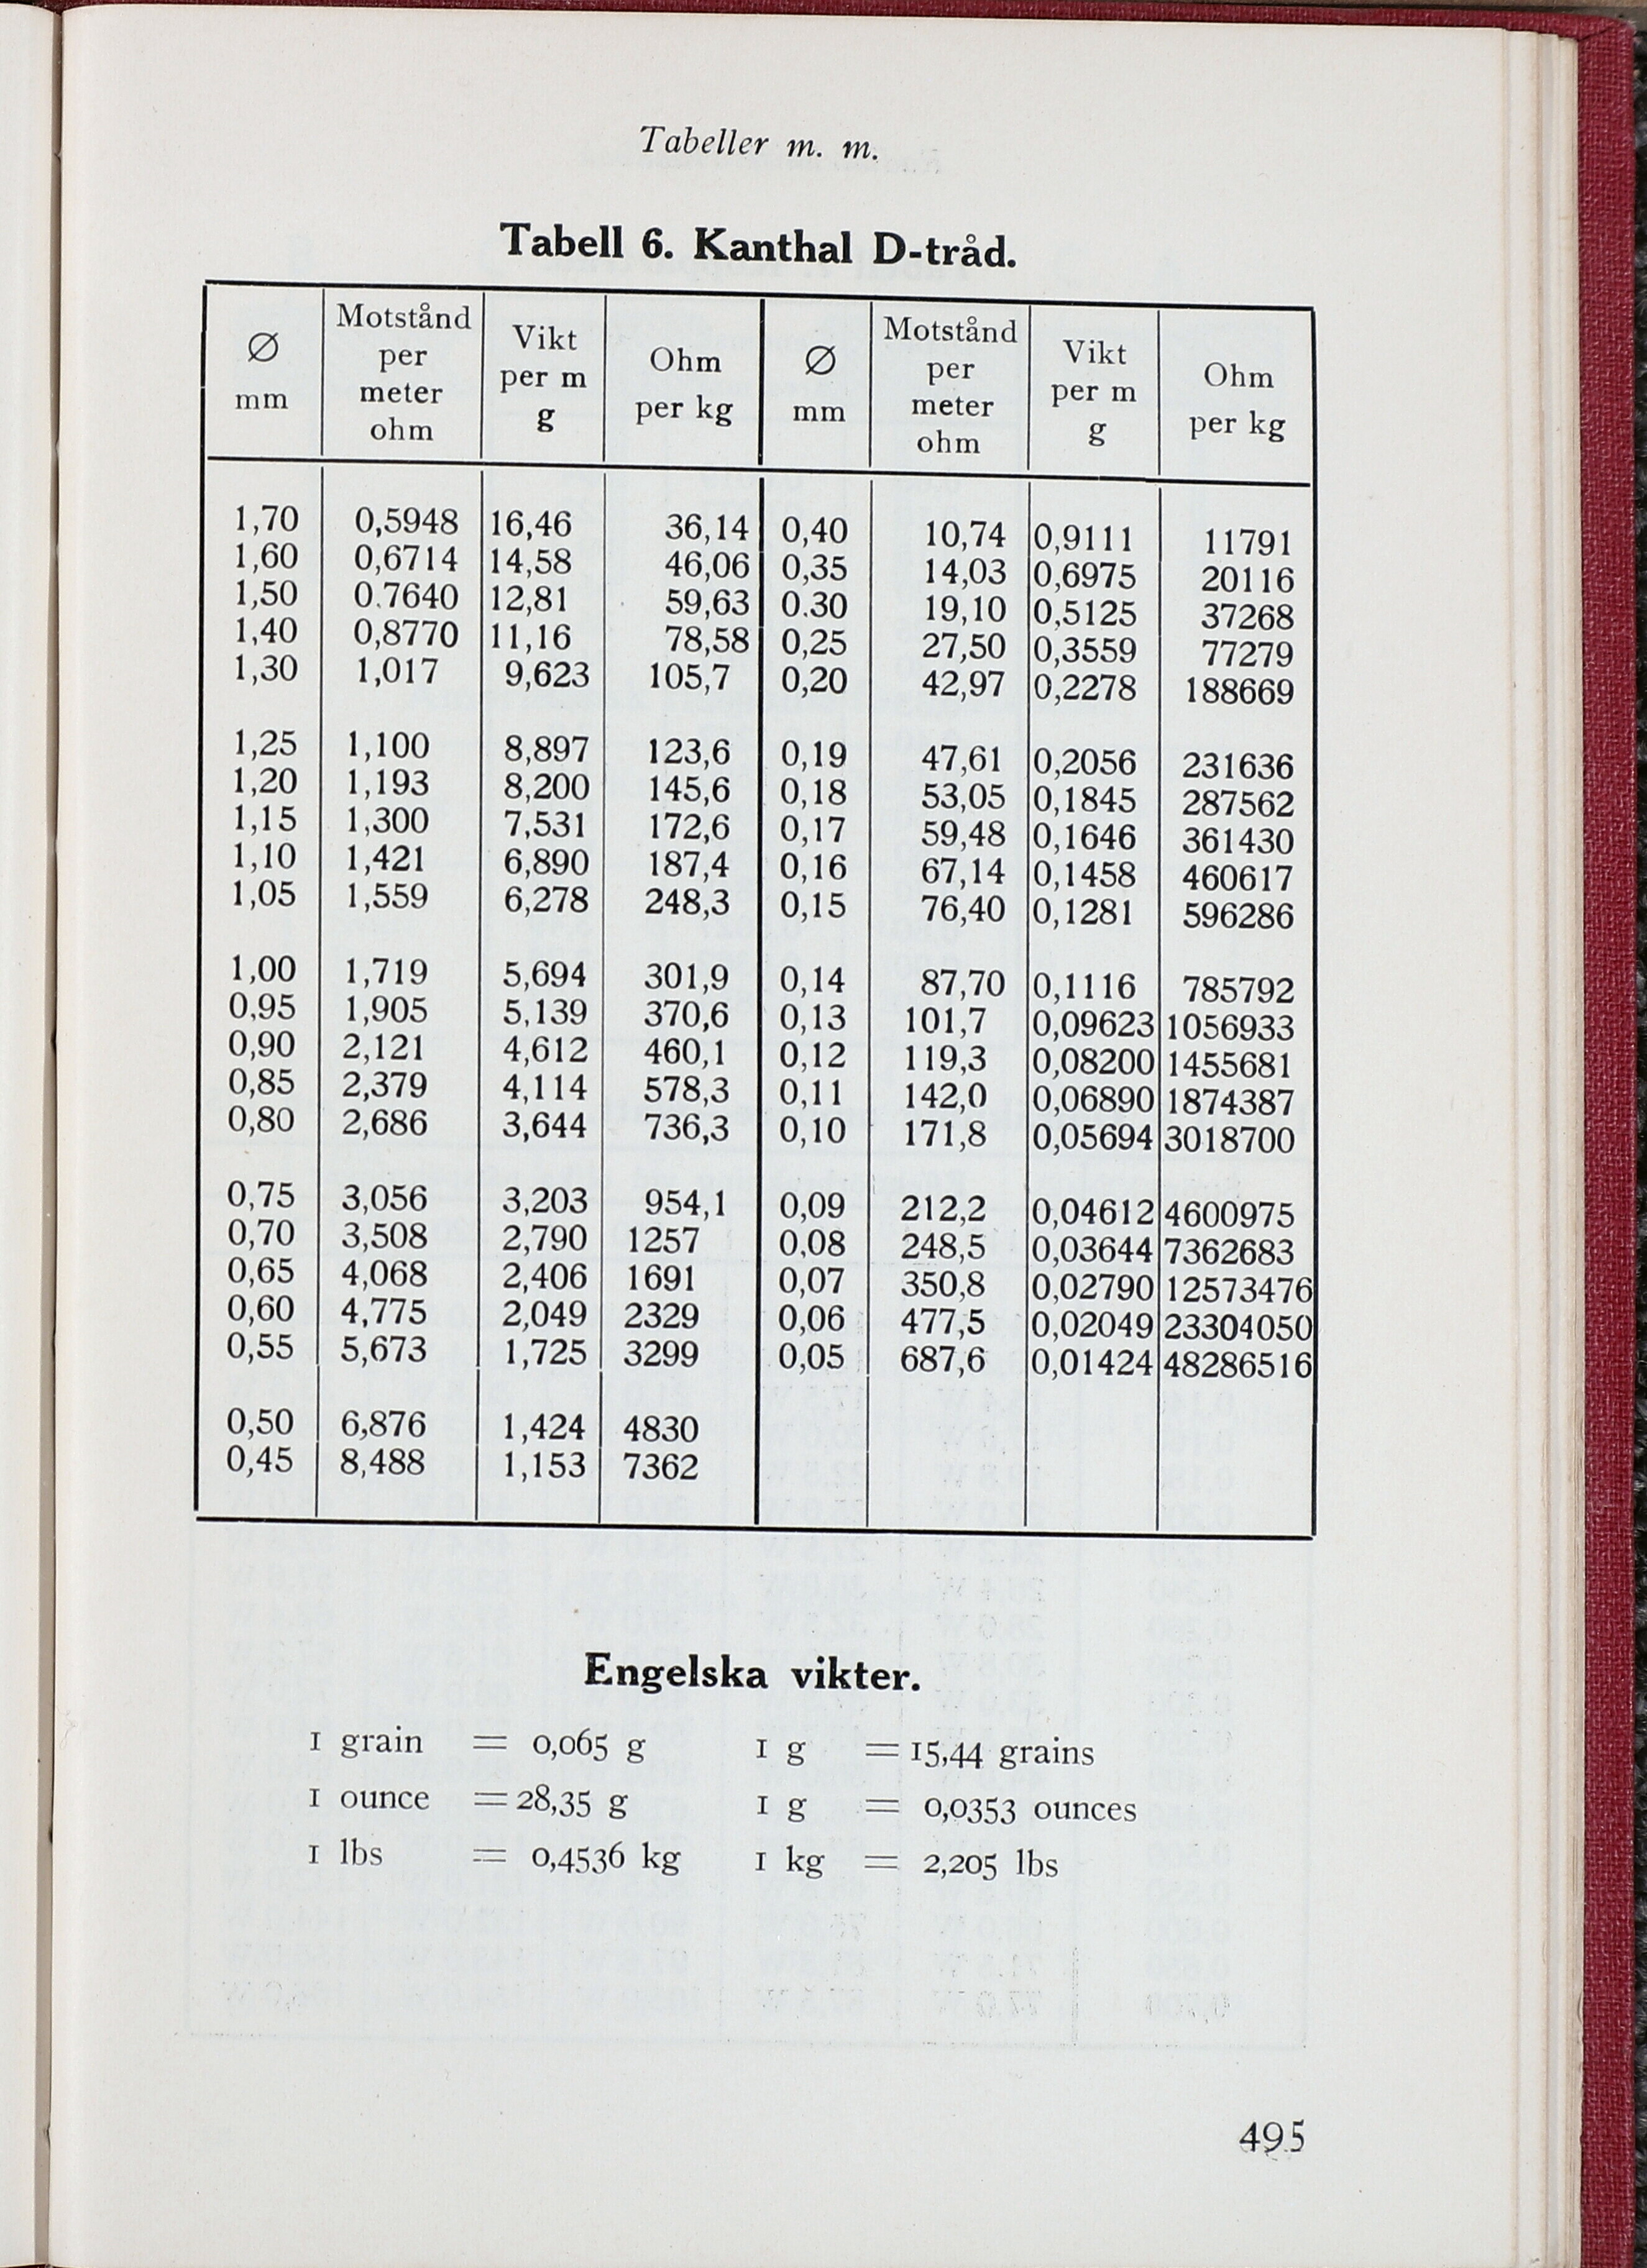 Tabeller m. m.
Tabell 6. Kanthal D-tråd.
Ø mm | Motstånd per meter ohm | Vikt per m g | Ohm per kg | Ø mm | Motstånd per meter ohm | Vikt per m g | Ohm per kg
1,70 0,5948 16,46 36,14 0,40 10,74 0,9111 11791
1,60 0,6714 14,58 46,06 0,35 14,03 0,6975 20116
1,50 0.7640 12,81 59,63 0.30 19,10 0,5125 37268
1,40 0,8770 11,16 78,58 0,25 27,50 0,3559 77279
1,30 1,017 9,623 105,7 0,20 42,97 0,2278 188669
1,25 1,100 8,897 123,6 0,19 47,61 0,2056 231636
1,20 1,193 8,200 145,6 0,18 53,05 0,1845 287562
1,15 1,300 7,531 172,6 0,17 59,48 0,1646 361430
1,10 1,421 6,890 187,4 0,16 67,14 0,1458 460617
1,05 1,559 6,278 248,3 0,15 76,40 0,1281 596286
1,00 1,719 5,694 301,9 0,14 87,70 0,1116 785792
0,95 1,905 5,139 370,6 0,13 101,7 0,09623 1056933
0,90 2,121 4,612 460,1 0,12 119,3 0,08200 1455681
0,85 2,379 4,114 578,3 0,11 142,0 0,06890 1874387
0,80 2,686 3,644 736,3 0,10 171,8 0,05694 3018700
0,75 3,056 3,203 954,1 0,09 212,2 0,04612 4600975
0,70 3,508 2,790 1257 0,08 248,5 0,03644 7362683
0,65 4,068 2,406 1691 0,07 350,8 0,02790 12573476
0,60 4,775 2,049 2329 0,06 477,5 0,02049 23304050
0,55 5,673 1,725 3299 0,05 687,6 0,01424 48286516
0,50 6,876 1,424 4830
0,45 8,488 1,153 7362
Engelska vikter.
1 grain = 0,065 g 1 g = 15,44 grains
1 ounce = 28,35 g 1 g = 0,0353 ounces
1 lbs = 0,4536 kg 1 kg = 2,205 lbs
495